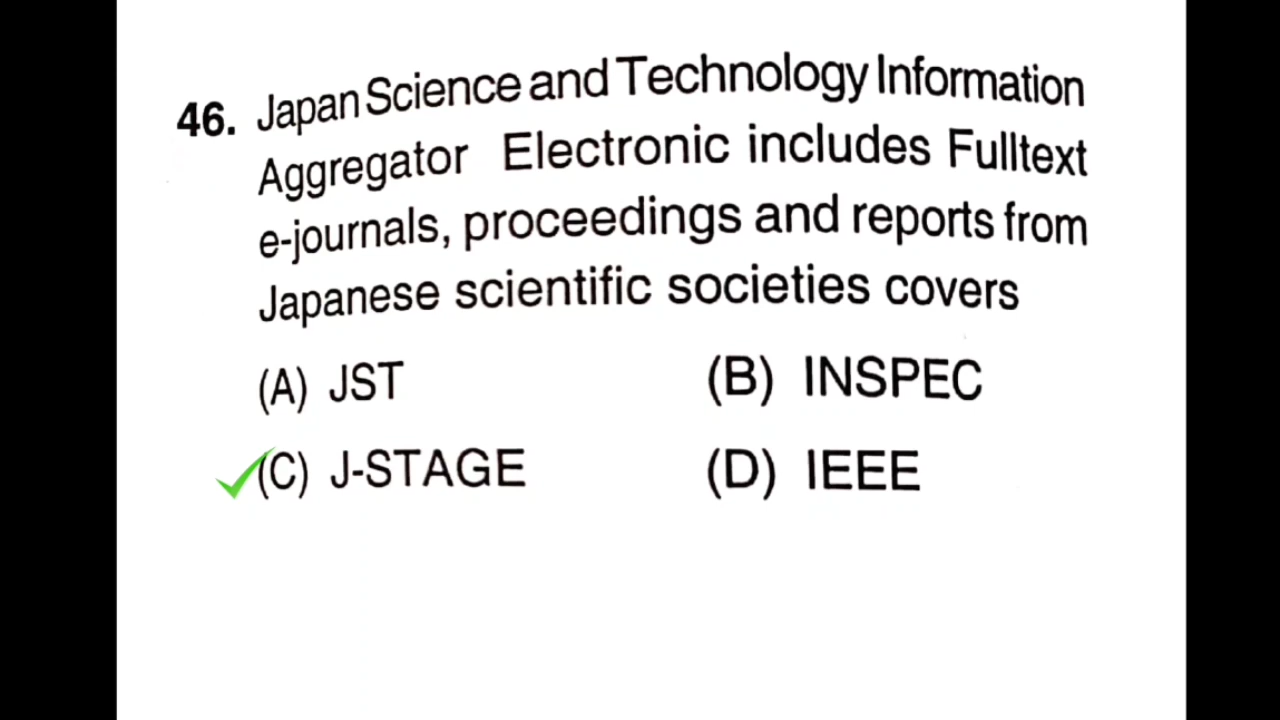 46. Japan Science and Technology Information
Aggregator Electronic includes Fulltext
e-journals, proceedings and reports from
Japanese scientific societies covers
(A) JST (B) INSPEC
(C) J-STAGE (D) IEEE